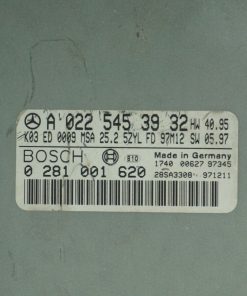 A 022 545 39 32 HW 40.95
K03 ED 0009 MSA 25.2 5ZYL FD 97M12 SW 05.97
BOSCH 810 Made in Germany
1740 00627 97345
0 281 001 620 28SA3308 971211